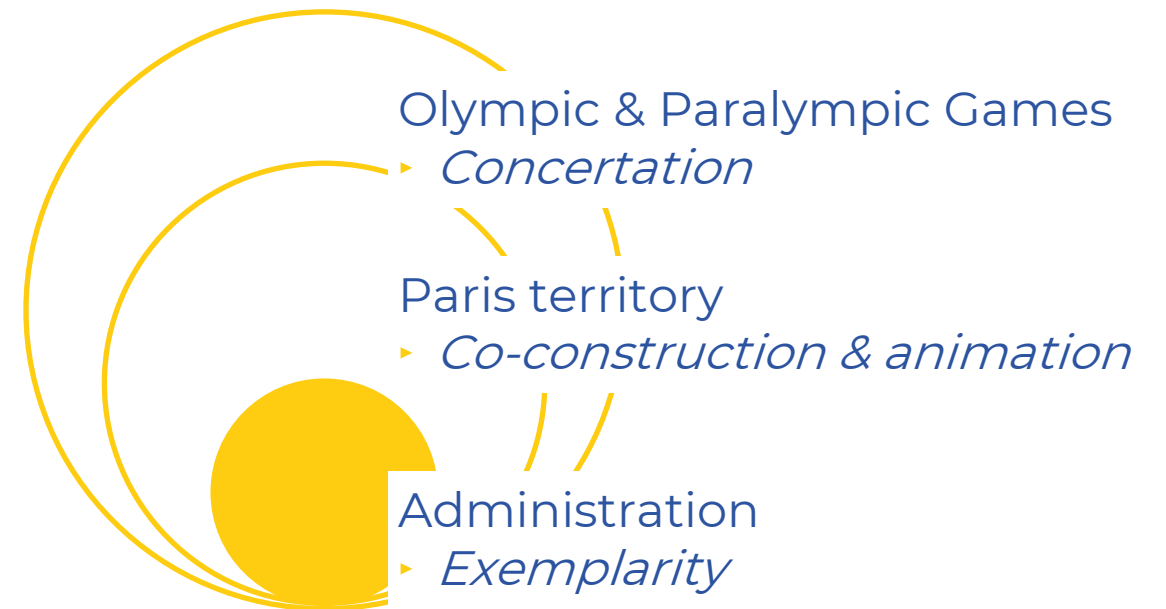 Olympic & Paralympic Games
Concertation
Paris territory
Co-construction & animation
Administration
Exemplarity